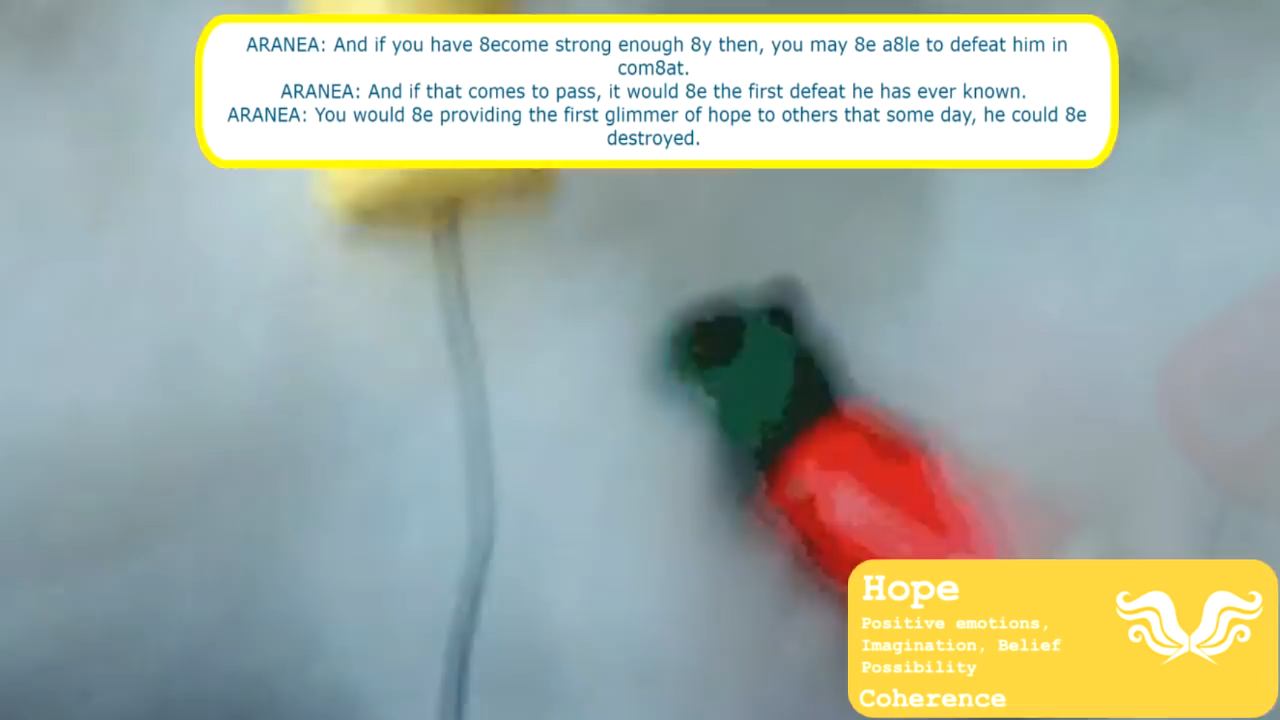 ARANEA: And if you have 8ecome strong enough 8y then, you may 8e a8le to defeat him in
com8at.
ARANEA: And if that comes to pass, it would 8e the first defeat he has ever known.
ARANEA: You would 8e providing the first glimmer of hope to others that some day, he could 8e
destroyed.
Hope
Positive emotions,
Imagination, Belief
Possibility
Coherence